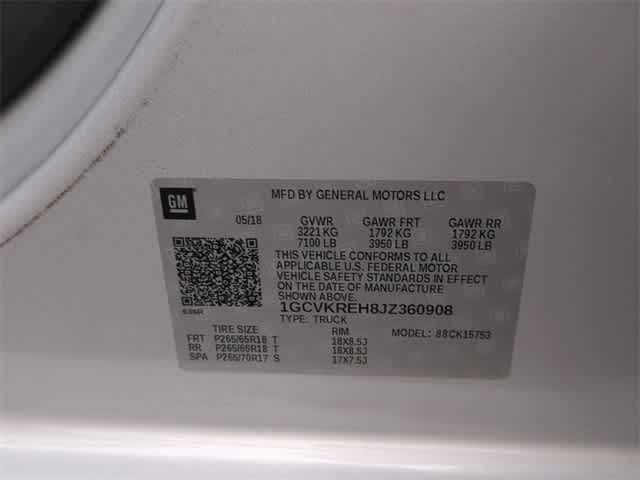 GM
MFD BY GENERAL MOTORS LLC
05/18 GVWR GAWR FRT GAWR RR
3221 KG 1792 KG 1792 KG
7100 LB 3950 LB 3950 LB
THIS VEHICLE CONFORMS TO ALL
APPLICABLE U.S. FEDERAL MOTOR
VEHICLE SAFETY STANDARDS IN EFFECT
ON THE DATE OF MANUFACTURE
SHOWN ABOVE.
1GCVKREH8JZ360908
TYPE: TRUCK MODEL: 88CK15753
TIRE SIZE RIM
FRT P265/65R18 T 18X8.5J
RR P265/65R18 T 18X8.5J
SPA P265/70R17 S 17X7.5J